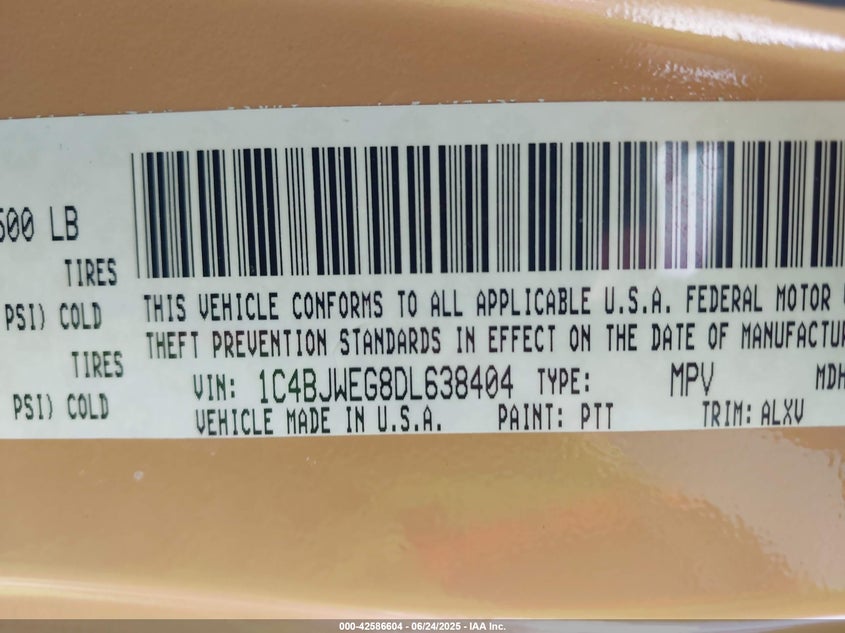 500 LB
TIRES
PSI) COLD
TIRES
PSI) COLD
THIS VEHICLE CONFORMS TO ALL APPLICABLE U.S.A. FEDERAL MOTOR
THEFT PREVENTION STANDARDS IN EFFECT ON THE DATE OF MANUFACTU
VIN: 1C4BJWEG8DL638404 TYPE: MPV MDH
VEHICLE MADE IN U.S.A. PAINT: PTT TRIM: ALXV
000-42586604 - 06/24/2025 - IAA Inc.